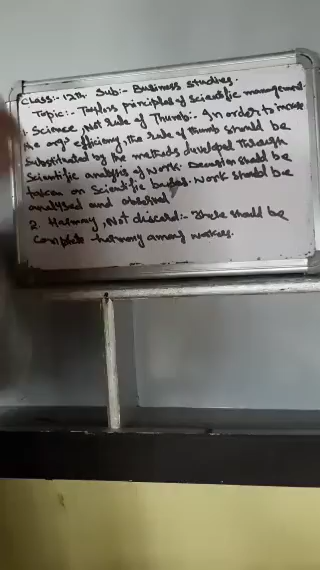 Class:- 12th. Sub:- Business studies.
Topic:- Taylors principles of Scientific management
1. Science, Not Rule of Thumb:- In order to increase
the org's efficiency, the Rule of thumb should be
Substituted by the methods developed through
Scientific analysis of work. Decision should be
taken on Scientific bases. Work should be
analysed and observed
2. Harmony, Not discard:- There should be
complete harmony among workers.